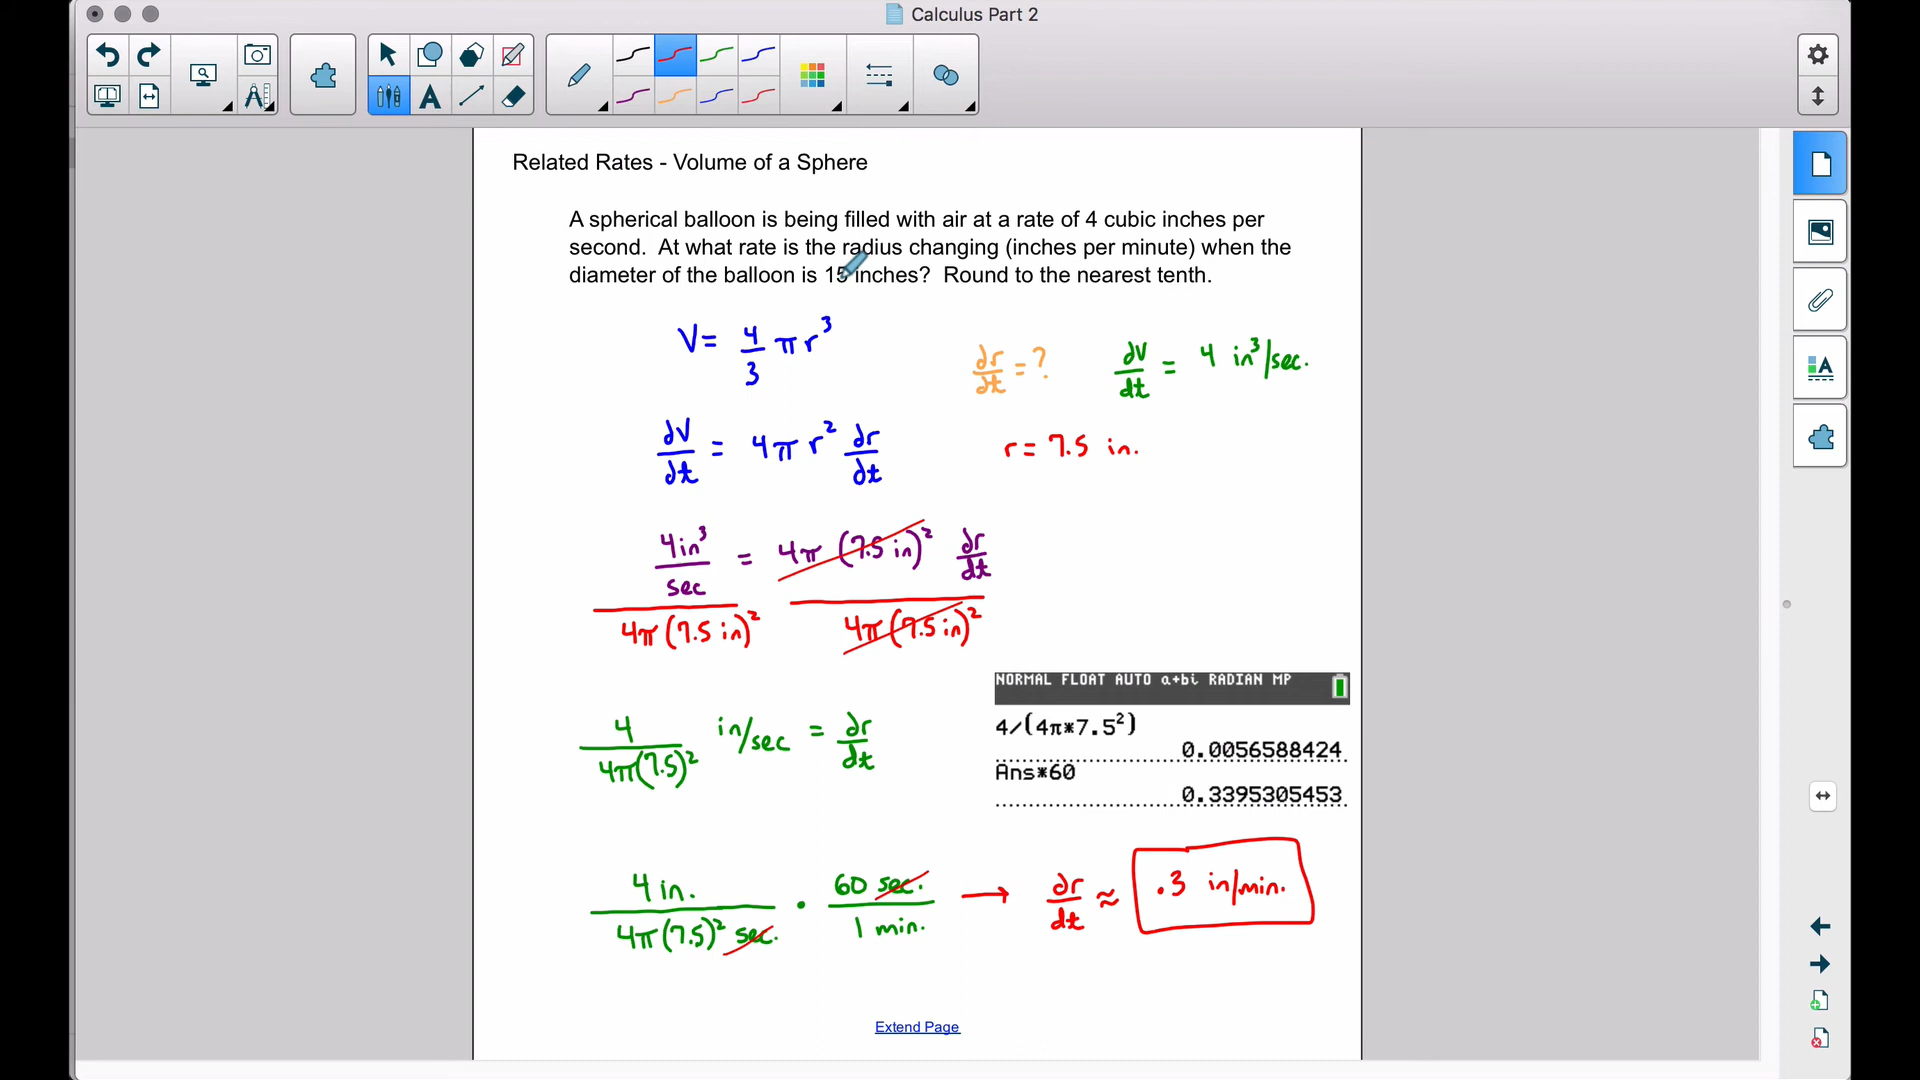 Calculus Part 2
Related Rates - Volume of a Sphere
A spherical balloon is being filled with air at a rate of 4 cubic inches per
second. At what rate is the radius changing (inches per minute) when the
diameter of the balloon is 15 inches? Round to the nearest tenth.
V = 4/3 π r³
dr/dt = ?
dV/dt = 4 in³/sec.
dV/dt = 4π r² dr/dt
r = 7.5 in.
4in³/sec = 4π (7.5 in)² dr/dt
4π(7.5 in)² 4π(7.5 in)²
NORMAL FLOAT AUTO a+bi RADIAN MP
4/(4π*7.5²)
0.0056588424
Ans*60
0.3395305453
4/4π(7.5)² in/sec = dr/dt
4 in./4π(7.5)² sec. · 60 sec./1 min. → dr/dt ≈ .3 in/min.
Extend Page